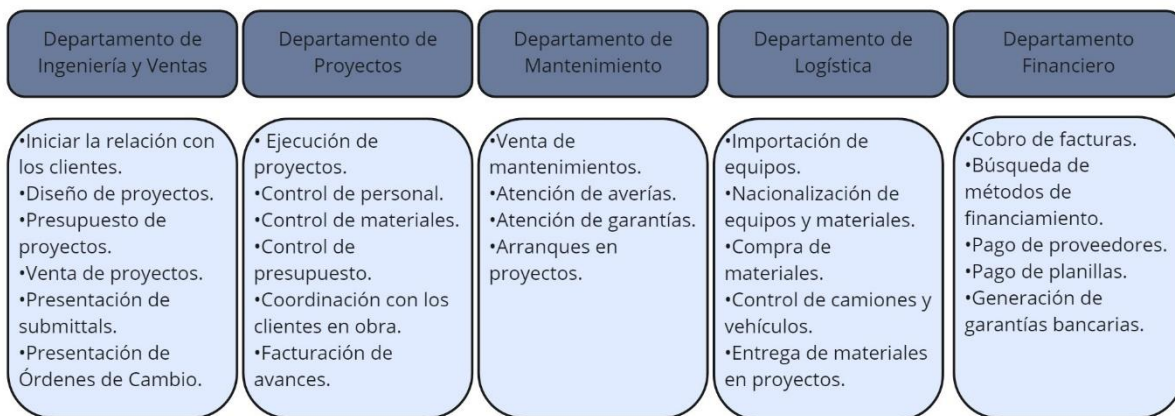 Departamento de
Ingeniería y Ventas
Departamento de
Proyectos
Departamento de
Mantenimiento
Departamento de
Logística
Departamento
Financiero
•Iniciar la relación con
los clientes.
•Diseño de proyectos.
•Presupuesto de
proyectos.
•Venta de proyectos.
•Presentación de
submittals.
•Presentación de
Órdenes de Cambio.
• Ejecución de
proyectos.
•Control de personal.
•Control de materiales.
•Control de
presupuesto.
•Coordinación con los
clientes en obra.
•Facturación de
avances.
•Venta de
mantenimientos.
•Atención de averías.
•Atención de garantías.
•Arranques en
proyectos.
•Importación de
equipos.
•Nacionalización de
equipos y materiales.
•Compra de
materiales.
•Control de camiones y
vehículos.
•Entrega de materiales
en proyectos.
•Cobro de facturas.
•Búsqueda de
métodos de
financiamiento.
•Pago de proveedores.
•Pago de planillas.
•Generación de
garantías bancarias.